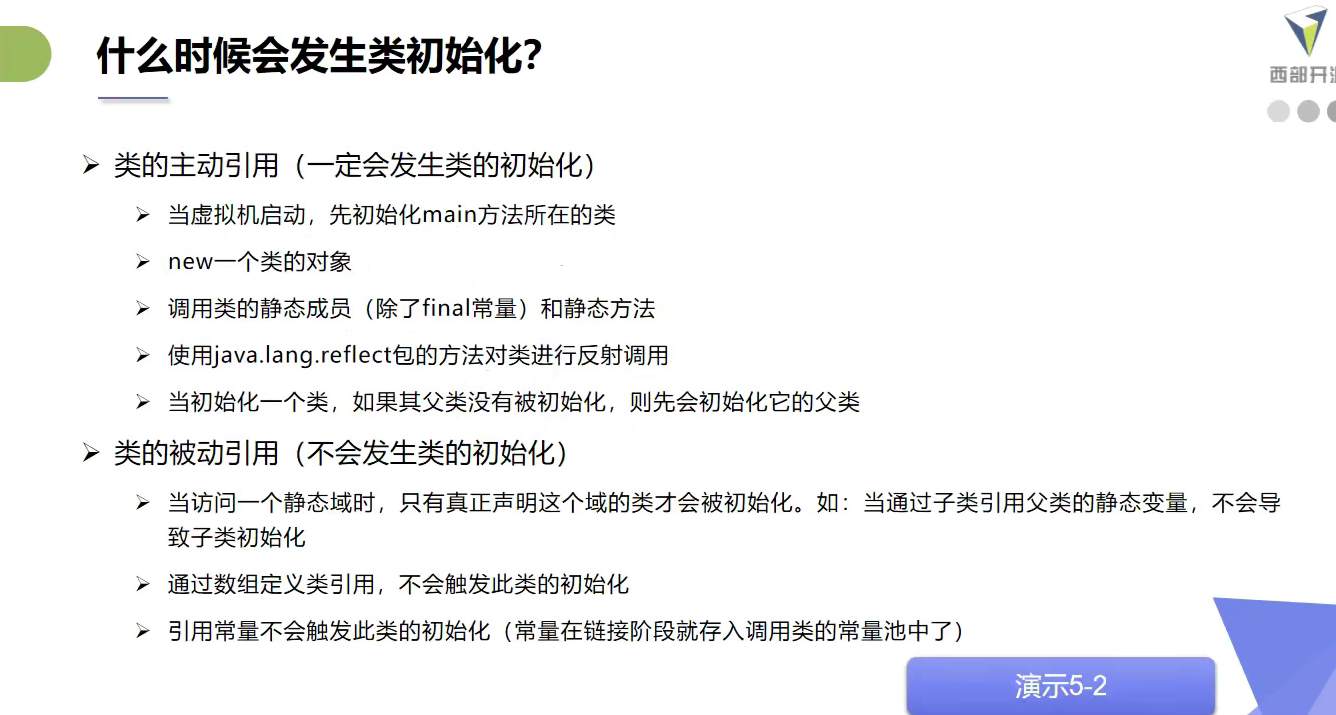 什么时候会发生类初始化？
西部开
类的主动引用（一定会发生类的初始化）
当虚拟机启动，先初始化main方法所在的类
new一个类的对象
调用类的静态成员（除了final常量）和静态方法
使用java.lang.reflect包的方法对类进行反射调用
当初始化一个类，如果其父类没有被初始化，则先会初始化它的父类
类的被动引用（不会发生类的初始化）
当访问一个静态域时，只有真正声明这个域的类才会被初始化。如：当通过子类引用父类的静态变量，不会导
致子类初始化
通过数组定义类引用，不会触发此类的初始化
引用常量不会触发此类的初始化（常量在链接阶段就存入调用类的常量池中了）
演示5-2